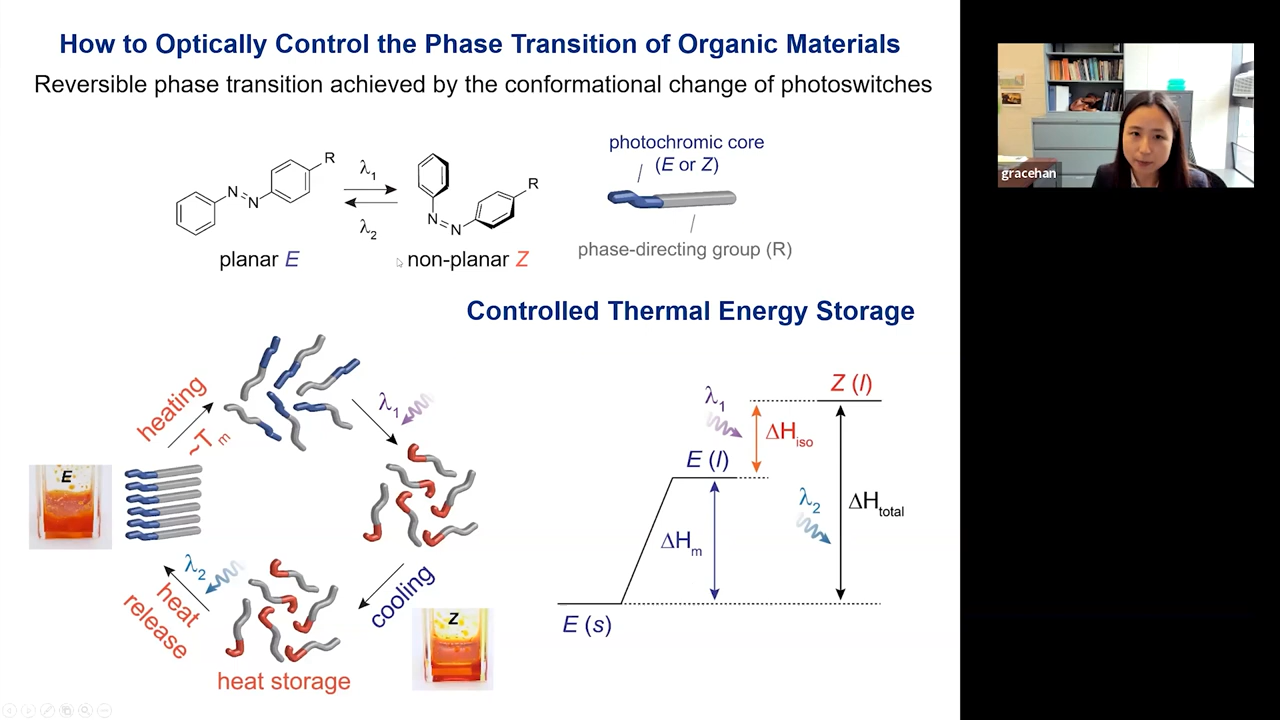 How to Optically Control the Phase Transition of Organic Materials
Reversible phase transition achieved by the conformational change of photoswitches
gracehan
R
N
N
λ1
λ2
R
N
N
planar E
non-planar Z
photochromic core
(E or Z)
phase-directing group (R)
Controlled Thermal Energy Storage
heating
~Tm
λ1
E
λ2
heat
release
cooling
Z
heat storage
λ1
Z (l)
ΔHiso
E (l)
λ2
ΔHtotal
ΔHm
E (s)